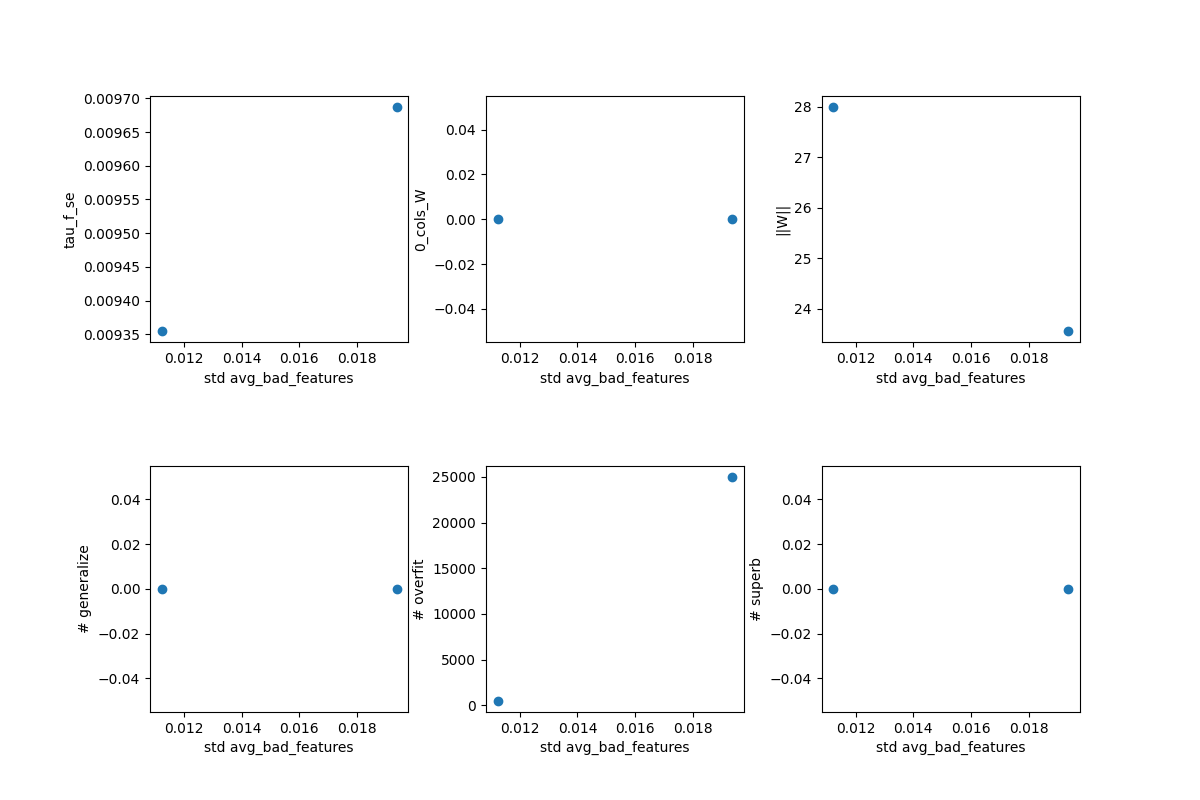 0.00970
0.00965
0.00960
0.00955
0.00950
0.00945
0.00940
0.00935
tau_f_se
0.012 0.014 0.016 0.018
std avg_bad_features
0.04
0.02
0.00
−0.02
−0.04
0_cols_W
0.012 0.014 0.016 0.018
std avg_bad_features
28
27
26
25
24
||W||
0.012 0.014 0.016 0.018
std avg_bad_features
0.04
0.02
0.00
−0.02
−0.04
# generalize
0.012 0.014 0.016 0.018
std avg_bad_features
25000
20000
15000
10000
5000
0
# overfit
0.012 0.014 0.016 0.018
std avg_bad_features
0.04
0.02
0.00
−0.02
−0.04
# superb
0.012 0.014 0.016 0.018
std avg_bad_features